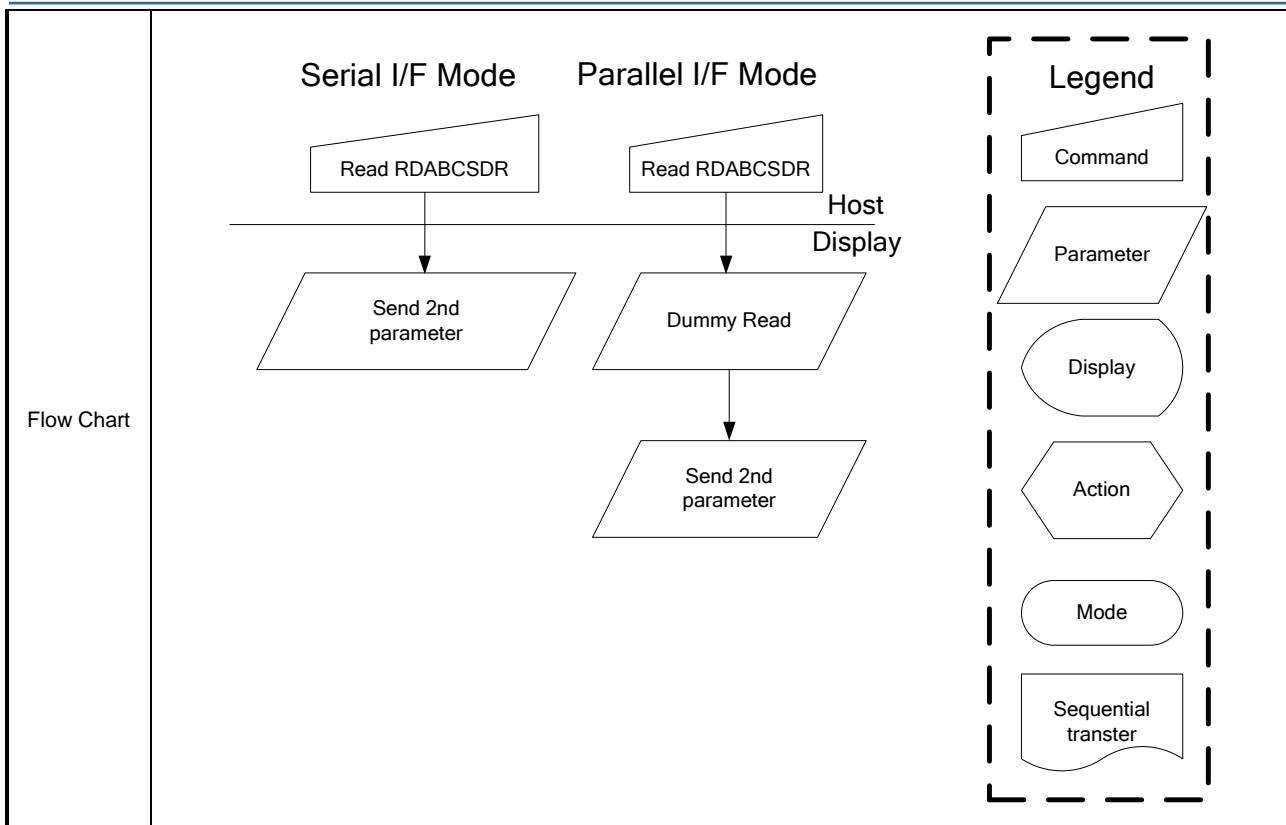 Flow Chart
Serial I/F Mode
Read RDABCSDR
Send 2nd
parameter
Parallel I/F Mode
Read RDABCSDR
Host
Display
Dummy Read
Send 2nd
parameter
Legend
Command
Parameter
Display
Action
Mode
Sequential
transter